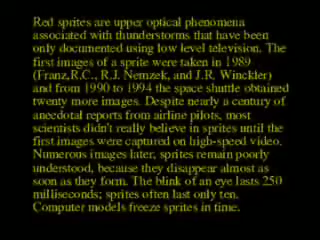 Red sprites are upper optical phenomena
associated with thunderstorms that have been
only documented using low level television. The
first images of a sprite were taken in 1989
(Franz,R.C., R.J. Nemzek, and J.R. Winckler)
and from 1990 to 1994 the space shuttle obtained
twenty more images. Despite nearly a century of
anecdotal reports from airline pilots, most
scientists didn't really believe in sprites until the
first images were captured on high-speed video.
Numerous images later, sprites remain poorly
understood, because they disappear almost as
soon as they form. The blink of an eye lasts 250
milliseconds; sprites often last only ten.
Computer models freeze sprites in time.